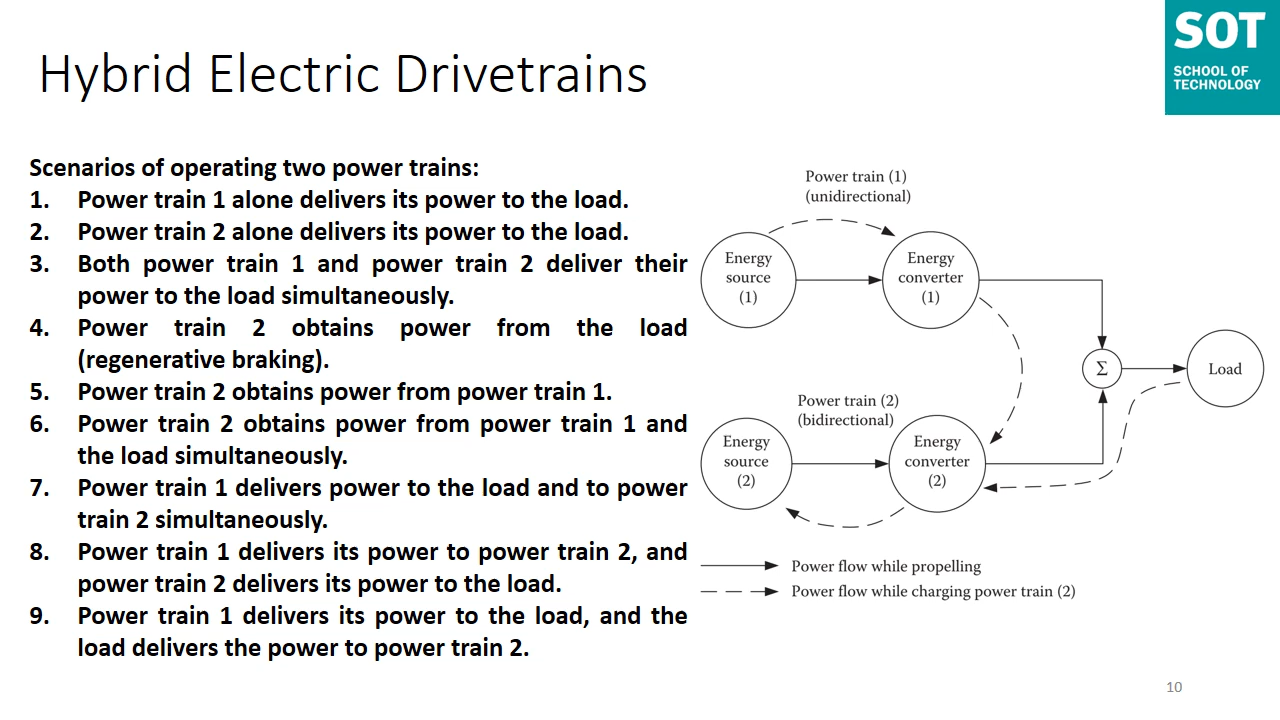 Hybrid Electric Drivetrains
SOT
SCHOOL OF
TECHNOLOGY
Scenarios of operating two power trains:
1. Power train 1 alone delivers its power to the load.
2. Power train 2 alone delivers its power to the load.
3. Both power train 1 and power train 2 deliver their
power to the load simultaneously.
4. Power train 2 obtains power from the load
(regenerative braking).
5. Power train 2 obtains power from power train 1.
6. Power train 2 obtains power from power train 1 and
the load simultaneously.
7. Power train 1 delivers power to the load and to power
train 2 simultaneously.
8. Power train 1 delivers its power to power train 2, and
power train 2 delivers its power to the load.
9. Power train 1 delivers its power to the load, and the
load delivers the power to power train 2.
Power train (1)
(unidirectional)
Energy
source
(1)
Energy
converter
(1)
Σ
Load
Power train (2)
(bidirectional)
Energy
source
(2)
Energy
converter
(2)
Power flow while propelling
Power flow while charging power train (2)
10